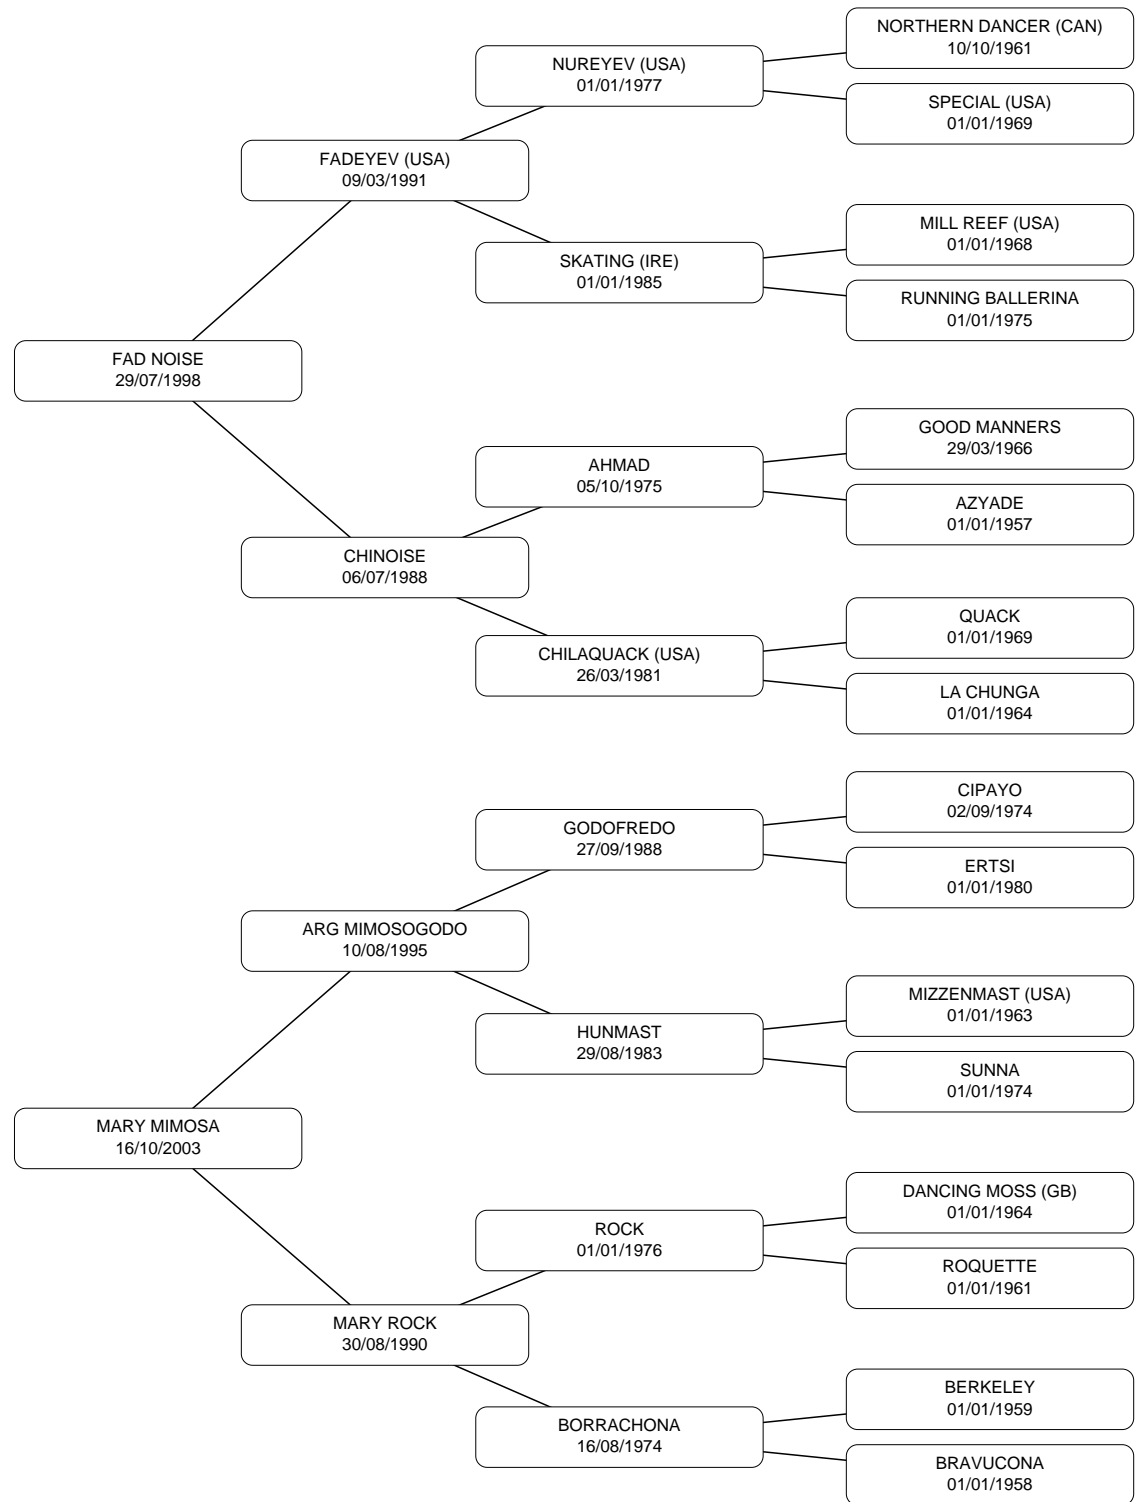 NORTHERN DANCER (CAN)
10/10/1961
NUREYEV (USA)
01/01/1977
SPECIAL (USA)
01/01/1969
FADEYEV (USA)
09/03/1991
MILL REEF (USA)
01/01/1968
SKATING (IRE)
01/01/1985
RUNNING BALLERINA
01/01/1975
FAD NOISE
29/07/1998
GOOD MANNERS
29/03/1966
AHMAD
05/10/1975
AZYADE
01/01/1957
CHINOISE
06/07/1988
QUACK
01/01/1969
CHILAQUACK (USA)
26/03/1981
LA CHUNGA
01/01/1964
CIPAYO
02/09/1974
GODOFREDO
27/09/1988
ERTSI
01/01/1980
ARG MIMOSOGODO
10/08/1995
MIZZENMAST (USA)
01/01/1963
HUNMAST
29/08/1983
SUNNA
01/01/1974
MARY MIMOSA
16/10/2003
DANCING MOSS (GB)
01/01/1964
ROCK
01/01/1976
ROQUETTE
01/01/1961
MARY ROCK
30/08/1990
BERKELEY
01/01/1959
BORRACHONA
16/08/1974
BRAVUCONA
01/01/1958